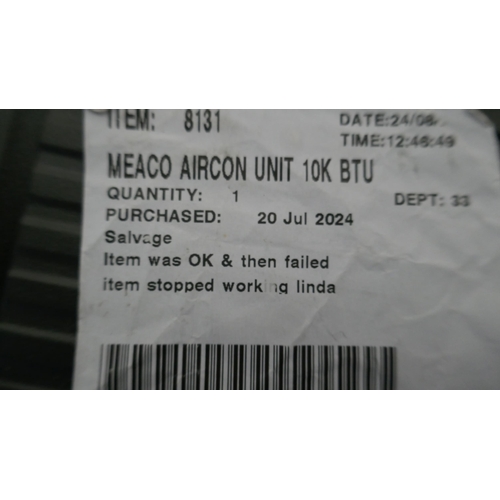 ITEM: 8131 DATE:24/08/
TIME:12:46:49
MEACO AIRCON UNIT 10K BTU
QUANTITY: 1 DEPT: 33
PURCHASED: 20 Jul 2024
Salvage
Item was OK & then failed
item stopped working linda